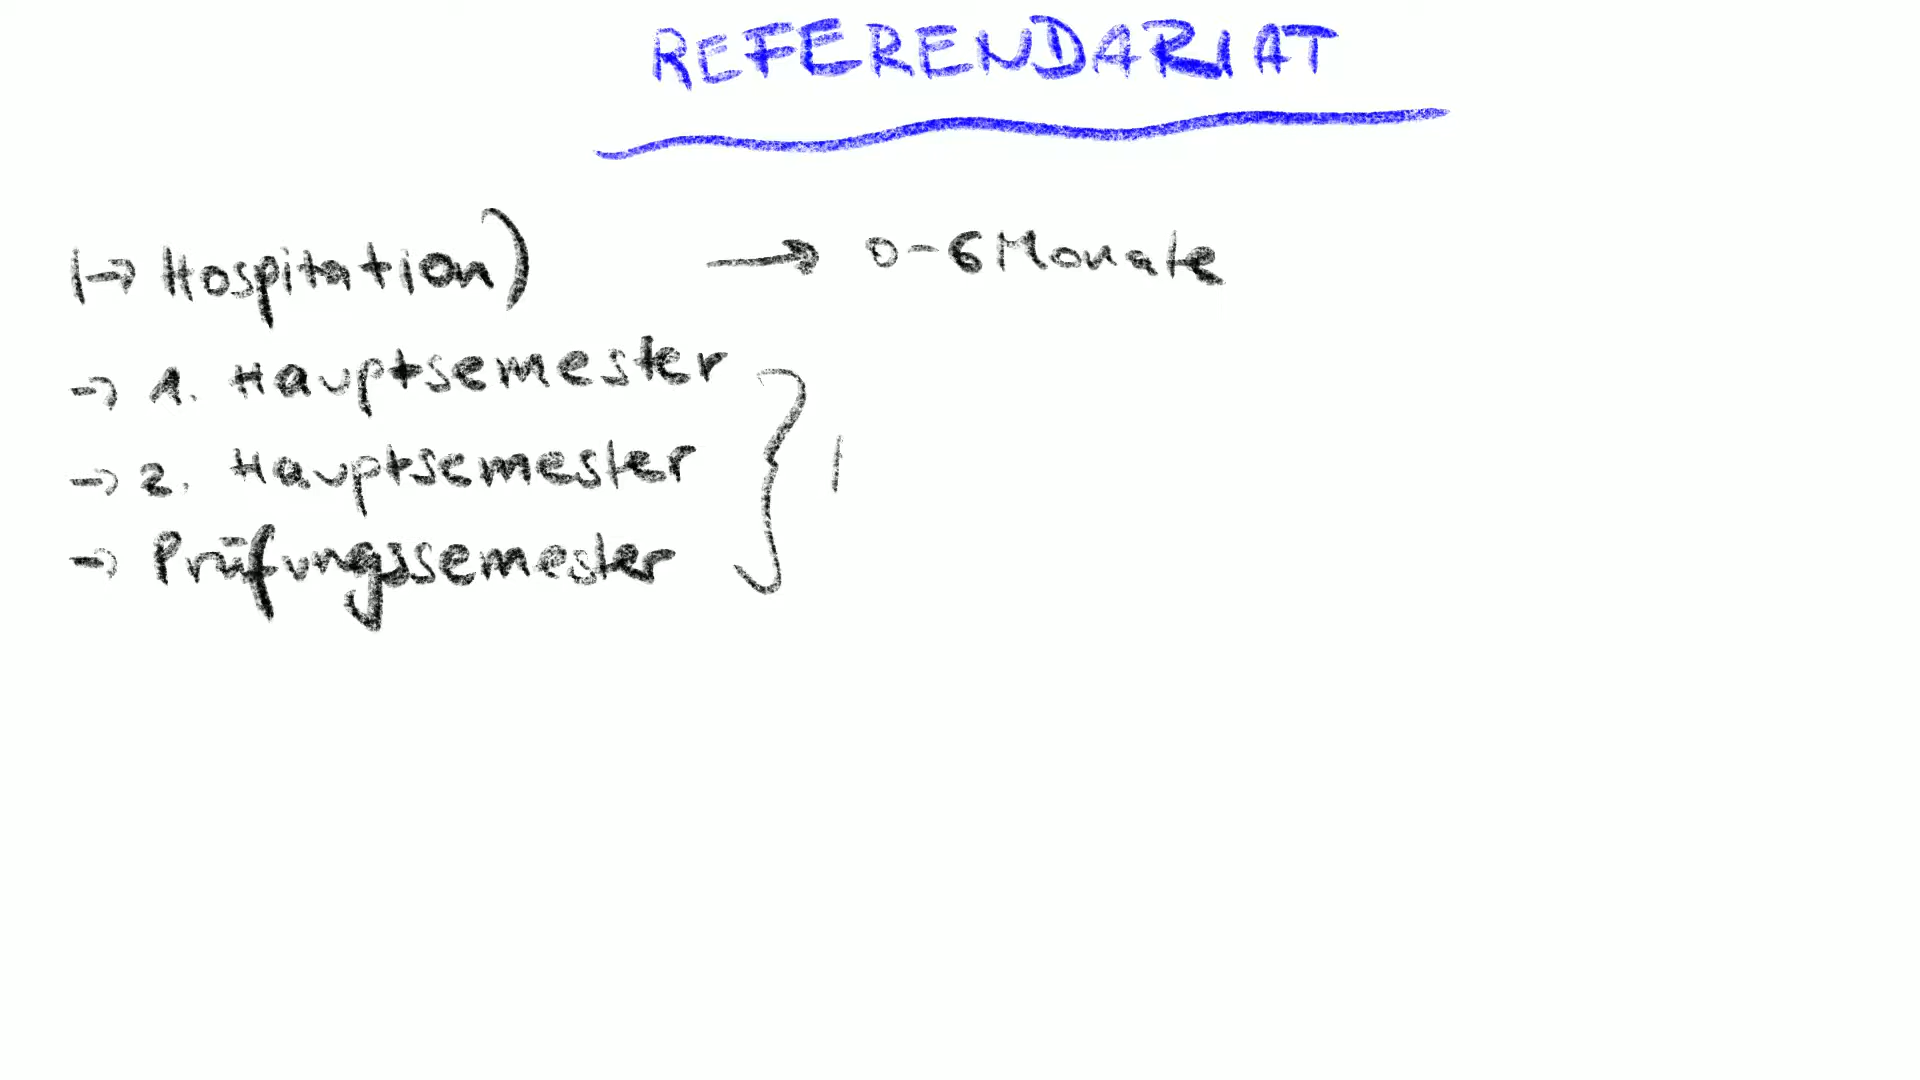 REFERENDARIAT
|→ Hospitation) → 0-6 Monate
→ 1. Hauptsemester
→ 2. Hauptsemester
→ Prüfungssemester